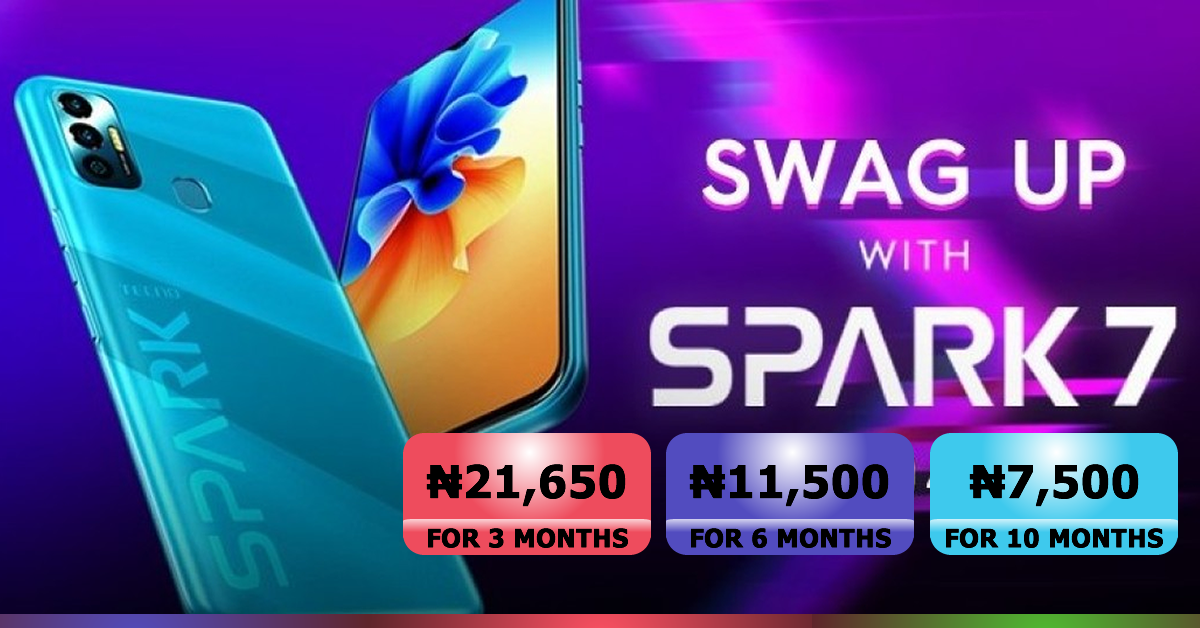 SWAG UP
WITH
SPARK 7
TECNO
SPARK
₦21,650
FOR 3 MONTHS
₦11,500
FOR 6 MONTHS
₦7,500
FOR 10 MONTHS